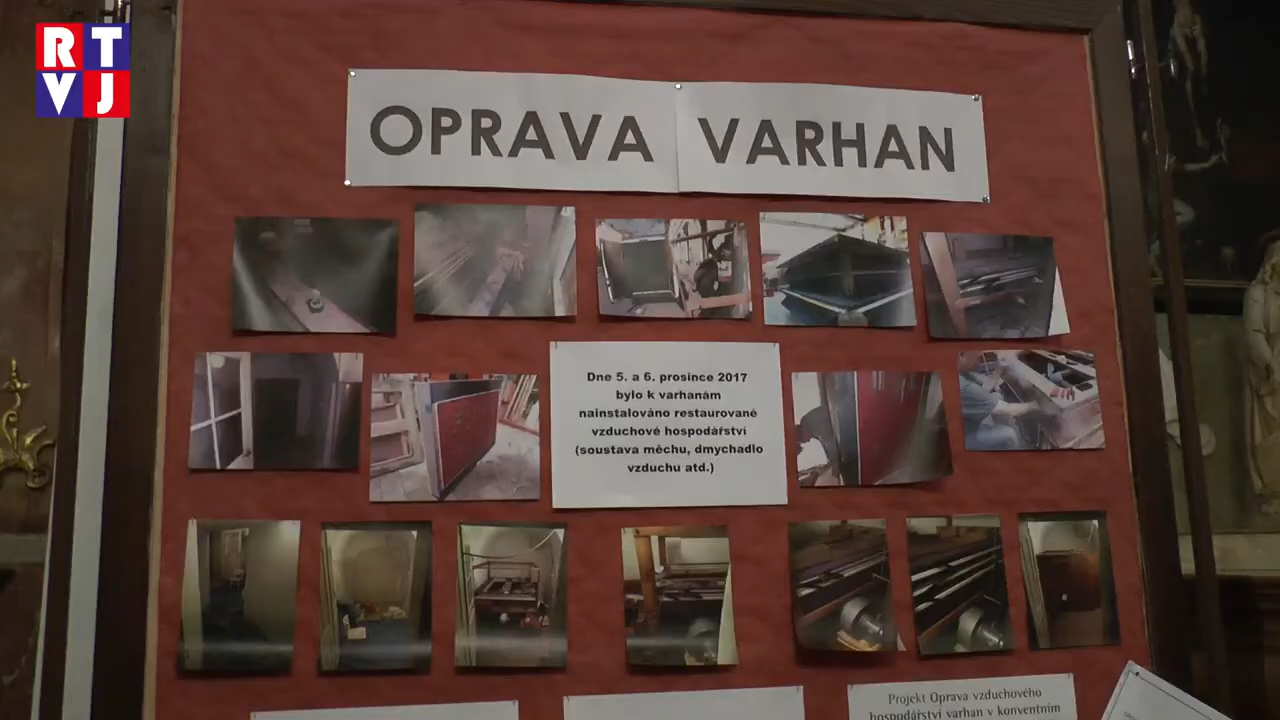 RT
VJ
OPRAVA VARHAN
Dne 5. a 6. prosince 2017
bylo k varhanám
nainstalováno restaurované
vzduchové hospodářství
(soustava měchu, dmychadlo
vzduchu atd.)
Projekt Oprava vzduchového
hospodářství varhan v konventním